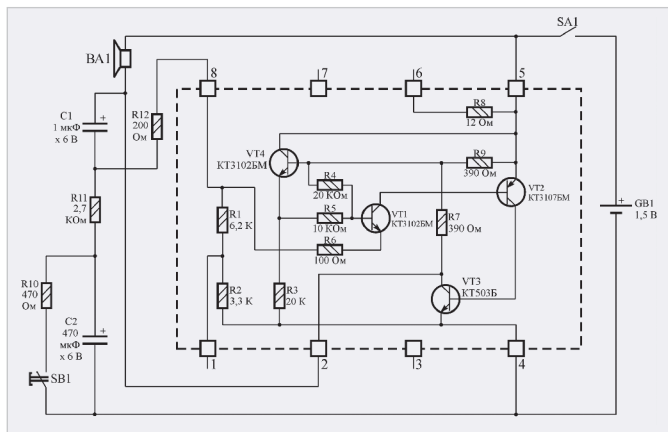 SA1
BA1
8
7
6
5
C1
1 мкФ
х 6 В
+
R12
200
Ом
R8
12 Ом
VT4
КТ3102БМ
R4
20 КОм
R9
390 Ом
VT2
КТ3107БМ
R11
2,7
КОм
R1
6,2 К
R5
10 КОм
VT1
КТ3102БМ
R7
390 Ом
GB1
1,5 В
+
R6
100 Ом
R10
470
Ом
C2
470
мкФ
х 6 В
+
R2
3,3 К
R3
20 К
VT3
КТ503Б
SB1
1
2
3
4